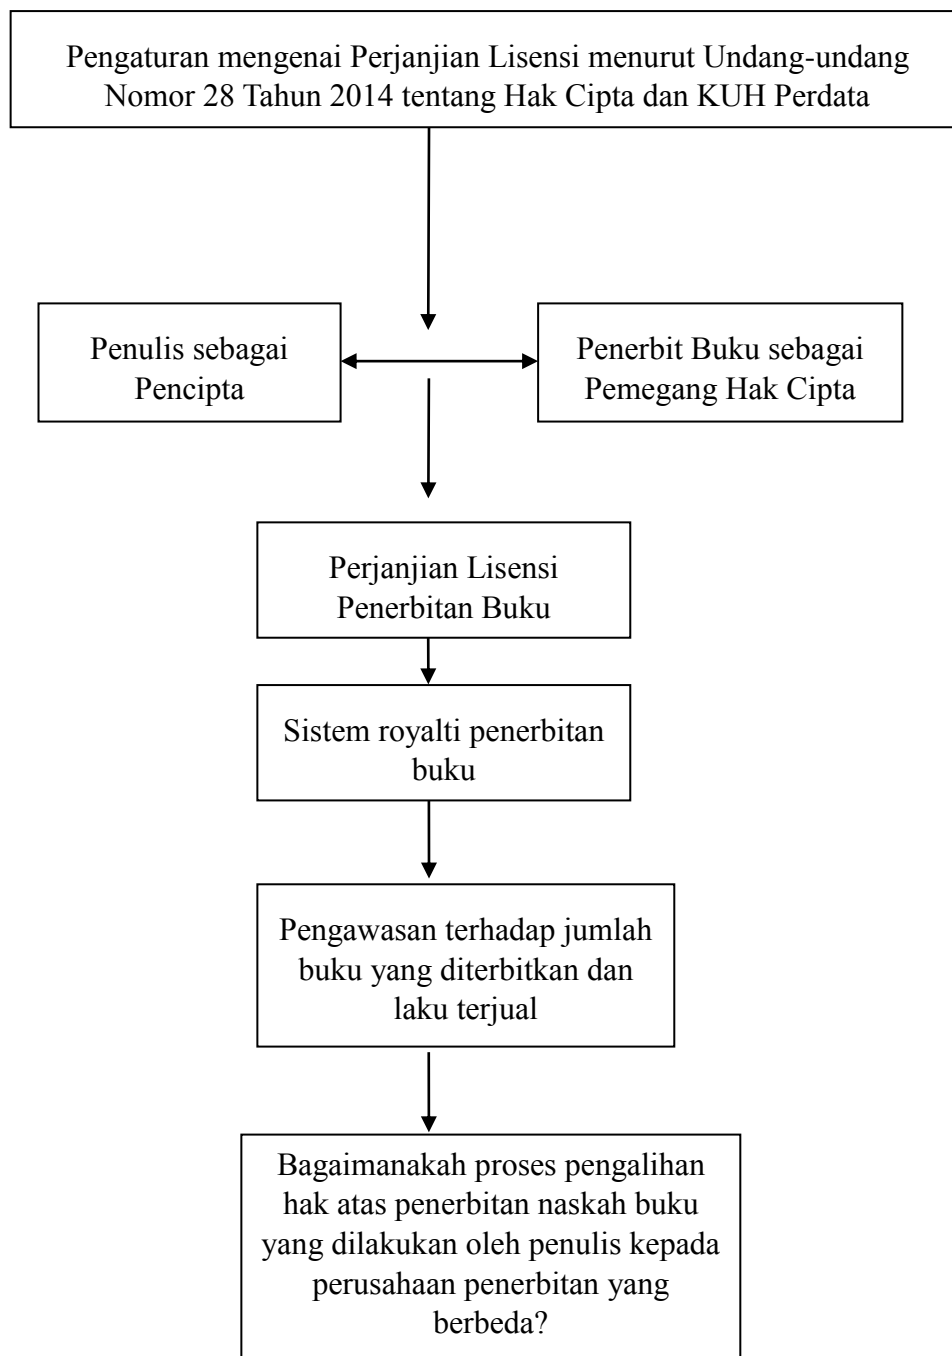 Pengaturan mengenai Perjanjian Lisensi menurut Undang-undang
Nomor 28 Tahun 2014 tentang Hak Cipta dan KUH Perdata
Penulis sebagai
Pencipta
Penerbit Buku sebagai
Pemegang Hak Cipta
Perjanjian Lisensi
Penerbitan Buku
Sistem royalti penerbitan
buku
Pengawasan terhadap jumlah
buku yang diterbitkan dan
laku terjual
Bagaimanakah proses pengalihan
hak atas penerbitan naskah buku
yang dilakukan oleh penulis kepada
perusahaan penerbitan yang
berbeda?